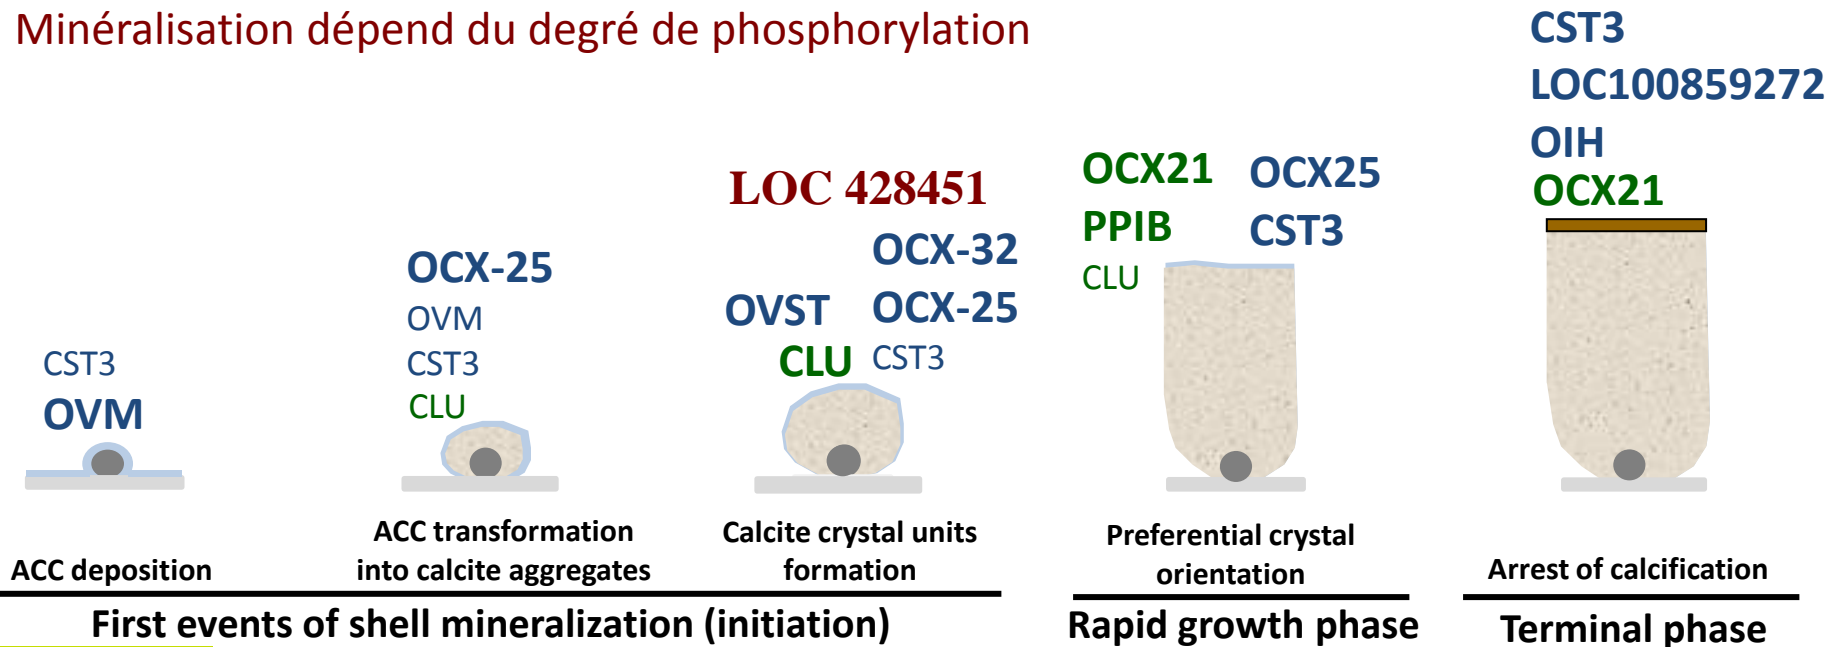 Minéralisation dépend du degré de phosphorylation
CST3
OVM
ACC deposition
OCX-25
OVM
CST3
CLU
ACC transformation
into calcite aggregates
LOC 428451
OCX-32
OVST
OCX-25
CLU
CST3
Calcite crystal units
formation
First events of shell mineralization (initiation)
OCX21
OCX25
PPIB
CST3
CLU
Preferential crystal
orientation
Rapid growth phase
CST3
LOC100859272
OIH
OCX21
Arrest of calcification
Terminal phase